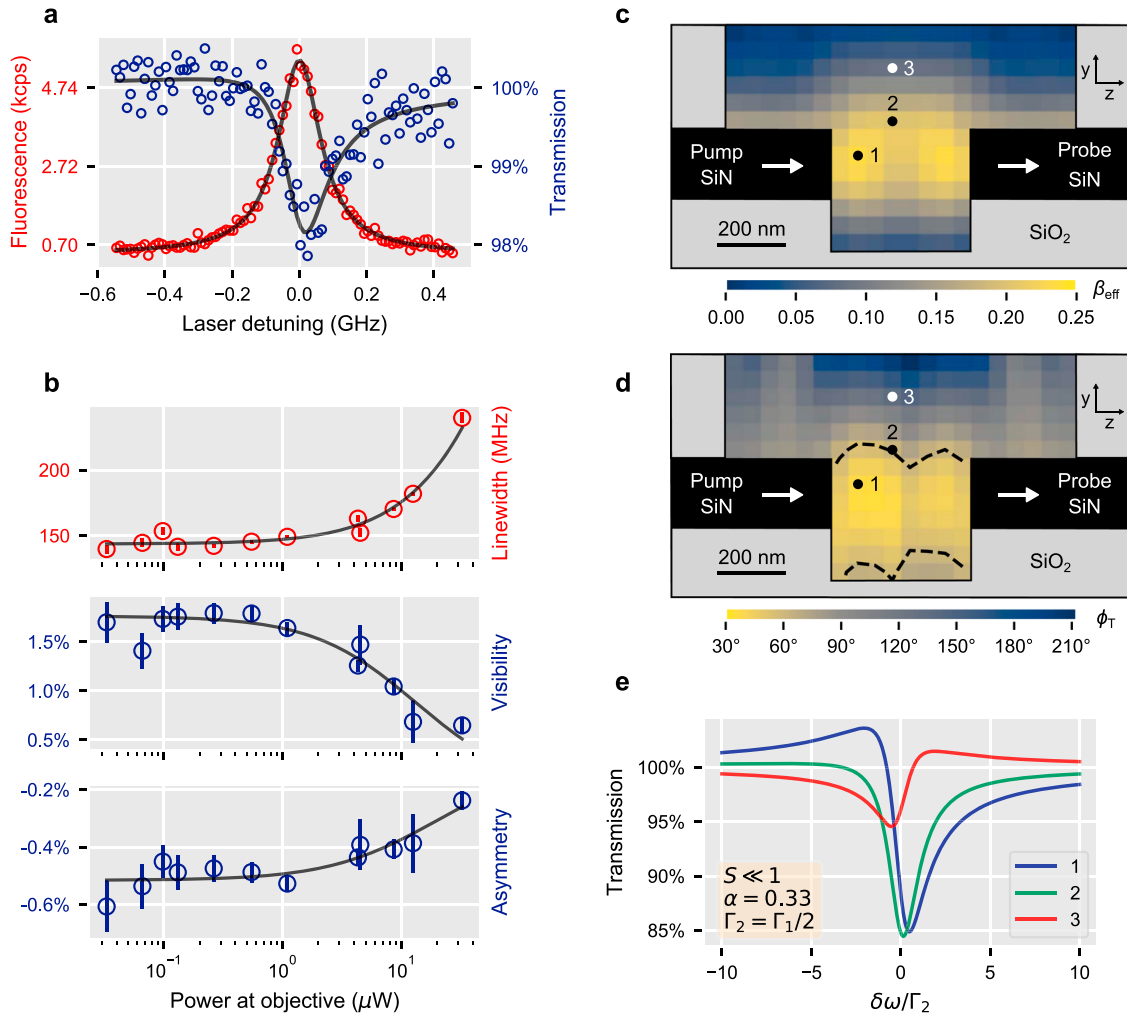 a
Fluorescence (kcps)
4.74
2.72
0.70
100%
99%
98%
Transmission
−0.6 −0.4 −0.2 0.0 0.2 0.4
Laser detuning (GHz)
b
200
150
Linewidth (MHz)
1.5%
1.0%
0.5%
Visibility
-0.2%
-0.4%
-0.6%
Asymmetry
10⁻¹ 10⁰ 10¹
Power at objective (μW)
c
3
2
1
y
z
Pump
SiN
Probe
SiN
200 nm
SiO₂
β_eff
0.00 0.05 0.10 0.15 0.20 0.25
d
3
2
1
y
z
Pump
SiN
Probe
SiN
200 nm
SiO₂
ϕ_T
30° 60° 90° 120° 150° 180° 210°
e
Transmission
100%
95%
90%
85%
S ≪ 1
α = 0.33
Γ₂ = Γ₁/2
1
2
3
−10 −5 0 5 10
δω/Γ₂